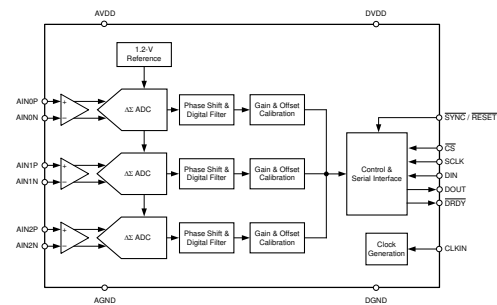 AVDD
DVDD
1.2-V
Reference
AIN0P
AIN0N
+
−
ΔΣ ADC
Phase Shift &
Digital Filter
Gain & Offset
Calibration
SYNC / RESET
AIN1P
AIN1N
+
−
ΔΣ ADC
Phase Shift &
Digital Filter
Gain & Offset
Calibration
Control &
Serial Interface
CS
SCLK
DIN
DOUT
DRDY
AIN2P
AIN2N
+
−
ΔΣ ADC
Phase Shift &
Digital Filter
Gain & Offset
Calibration
Clock
Generation
CLKIN
AGND
DGND